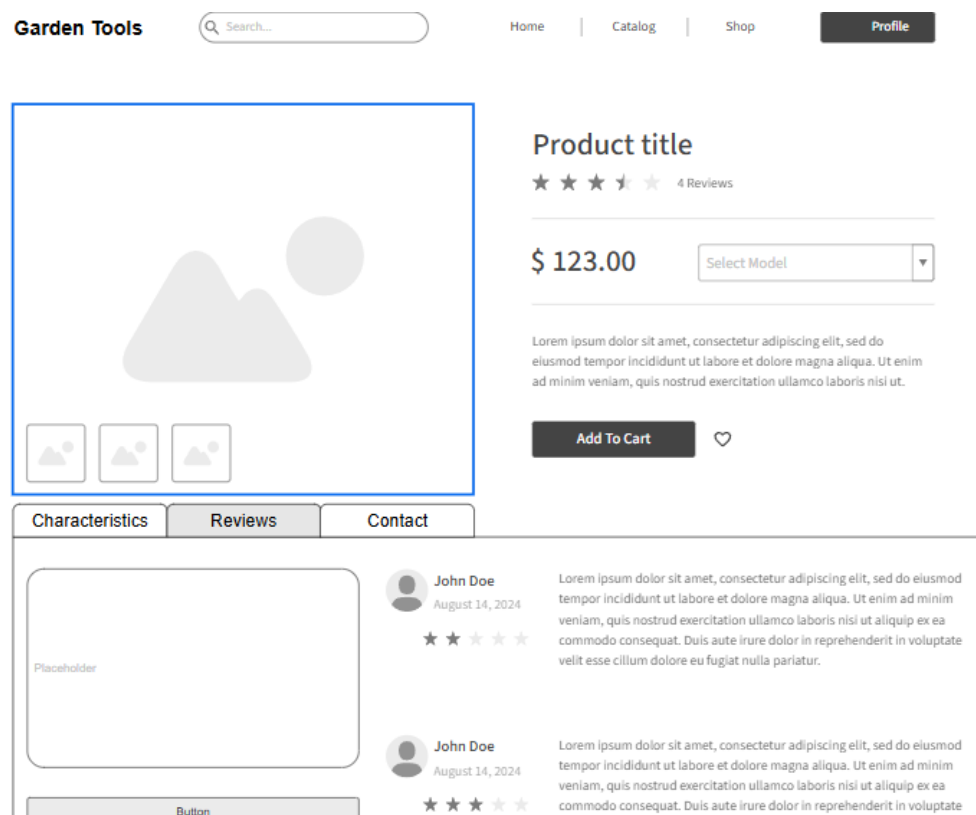 Garden Tools
Search...
Home
Catalog
Shop
Profile
Product title
4 Reviews
$ 123.00
Select Model
Lorem ipsum dolor sit amet, consectetur adipiscing elit, sed do
eiusmod tempor incididunt ut labore et dolore magna aliqua. Ut enim
ad minim veniam, quis nostrud exercitation ullamco laboris nisi ut.
Add To Cart
Characteristics
Reviews
Contact
Placeholder
Button
John Doe
August 14, 2024
Lorem ipsum dolor sit amet, consectetur adipiscing elit, sed do eiusmod
tempor incididunt ut labore et dolore magna aliqua. Ut enim ad minim
veniam, quis nostrud exercitation ullamco laboris nisi ut aliquip ex ea
commodo consequat. Duis aute irure dolor in reprehenderit in voluptate
velit esse cillum dolore eu fugiat nulla pariatur.
John Doe
August 14, 2024
Lorem ipsum dolor sit amet, consectetur adipiscing elit, sed do eiusmod
tempor incididunt ut labore et dolore magna aliqua. Ut enim ad minim
veniam, quis nostrud exercitation ullamco laboris nisi ut aliquip ex ea
commodo consequat. Duis aute irure dolor in reprehenderit in voluptate